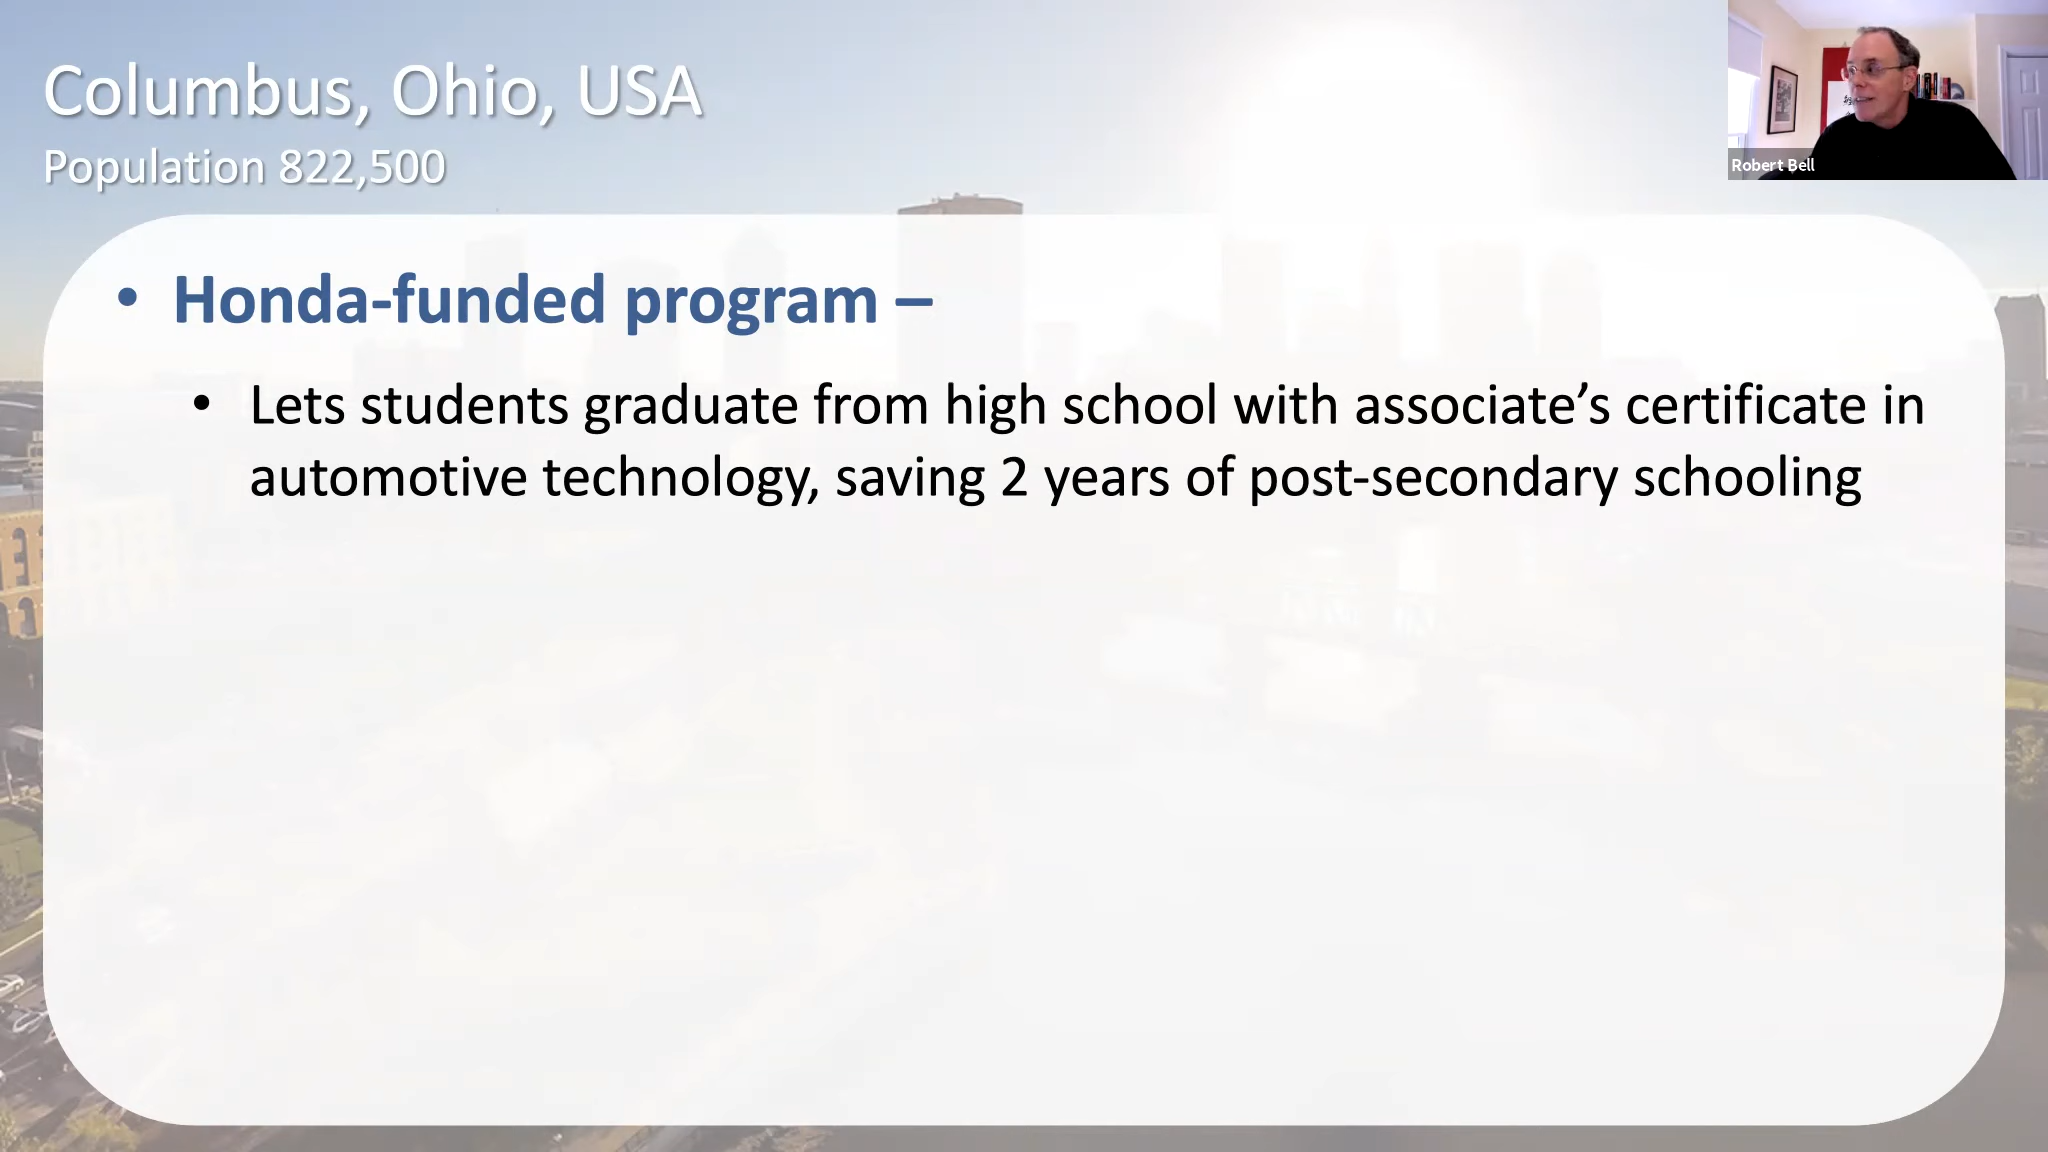 Columbus, Ohio, USA
Population 822,500
Robert Bell
• Honda-funded program –
• Lets students graduate from high school with associate’s certificate in
automotive technology, saving 2 years of post-secondary schooling